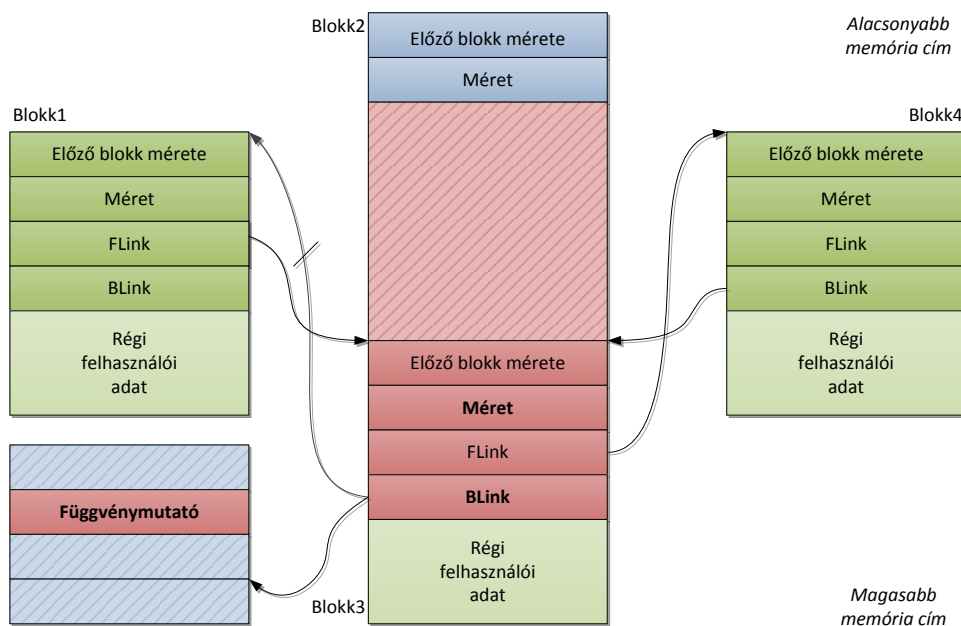 Blokk2
Előző blokk mérete
Méret
Alacsonyabb
memória cím
Blokk1
Előző blokk mérete
Méret
FLink
BLink
Régi
felhasználói
adat
Függvénymutató
Előző blokk mérete
Méret
FLink
BLink
Régi
felhasználói
adat
Blokk3
Blokk4
Előző blokk mérete
Méret
FLink
BLink
Régi
felhasználói
adat
Magasabb
memória cím